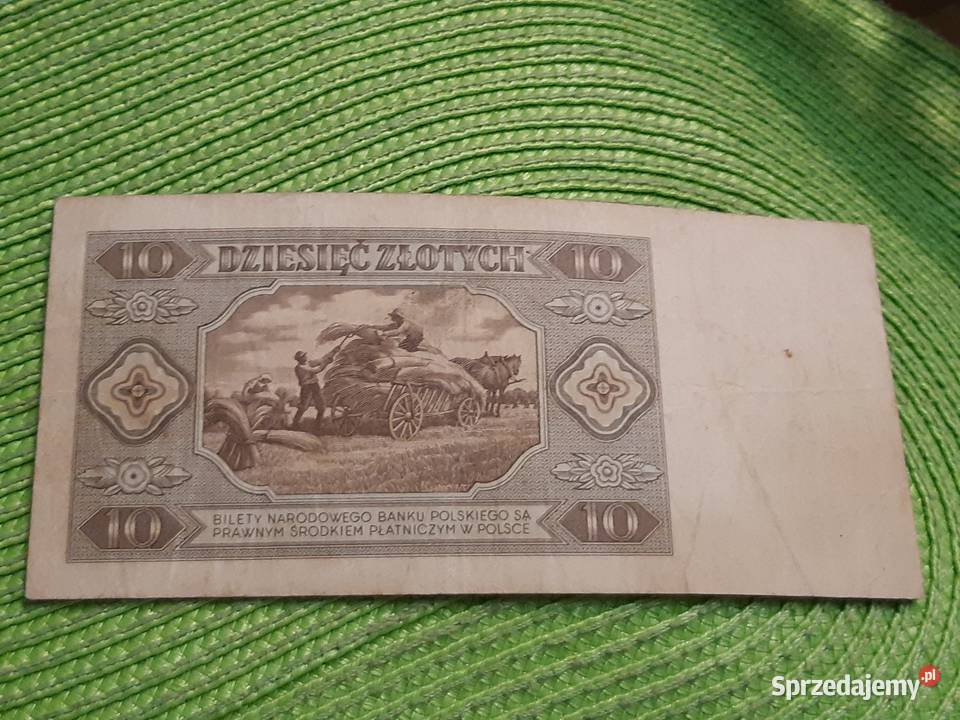 10 DZIESIĘĆ ZŁOTYCH 10
10 BILETY NARODOWEGO BANKU POLSKIEGO SĄ
PRAWNYM ŚRODKIEM PŁATNICZYM W POLSCE 10
Sprzedajemy.pl